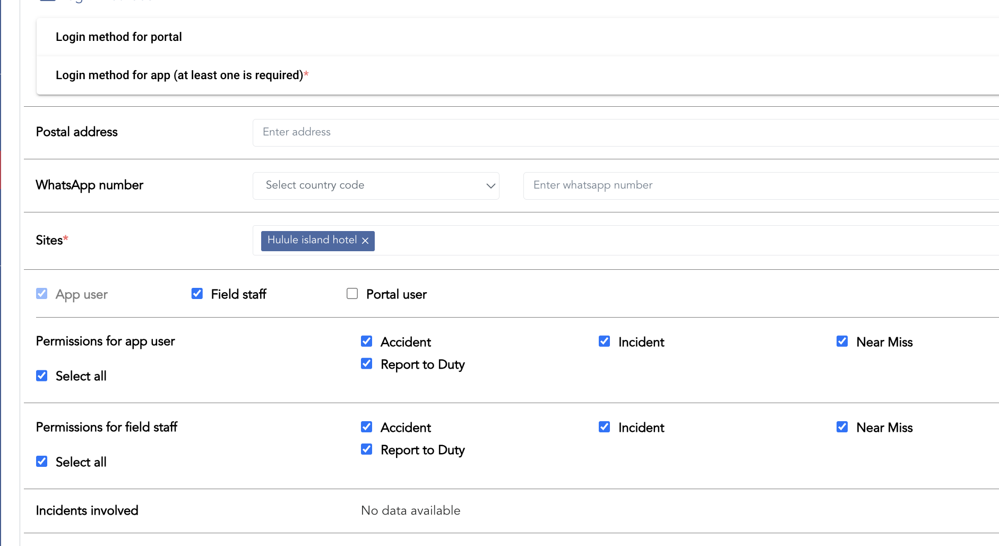 Login method for portal
Login method for app (at least one is required)*
Postal address
Enter address
WhatsApp number
Select country code
Enter whatsapp number
Sites*
Hulule island hotel ×
App user
Field staff
Portal user
Permissions for app user
Accident
Incident
Near Miss
Report to Duty
Select all
Permissions for field staff
Accident
Incident
Near Miss
Report to Duty
Select all
Incidents involved
No data available